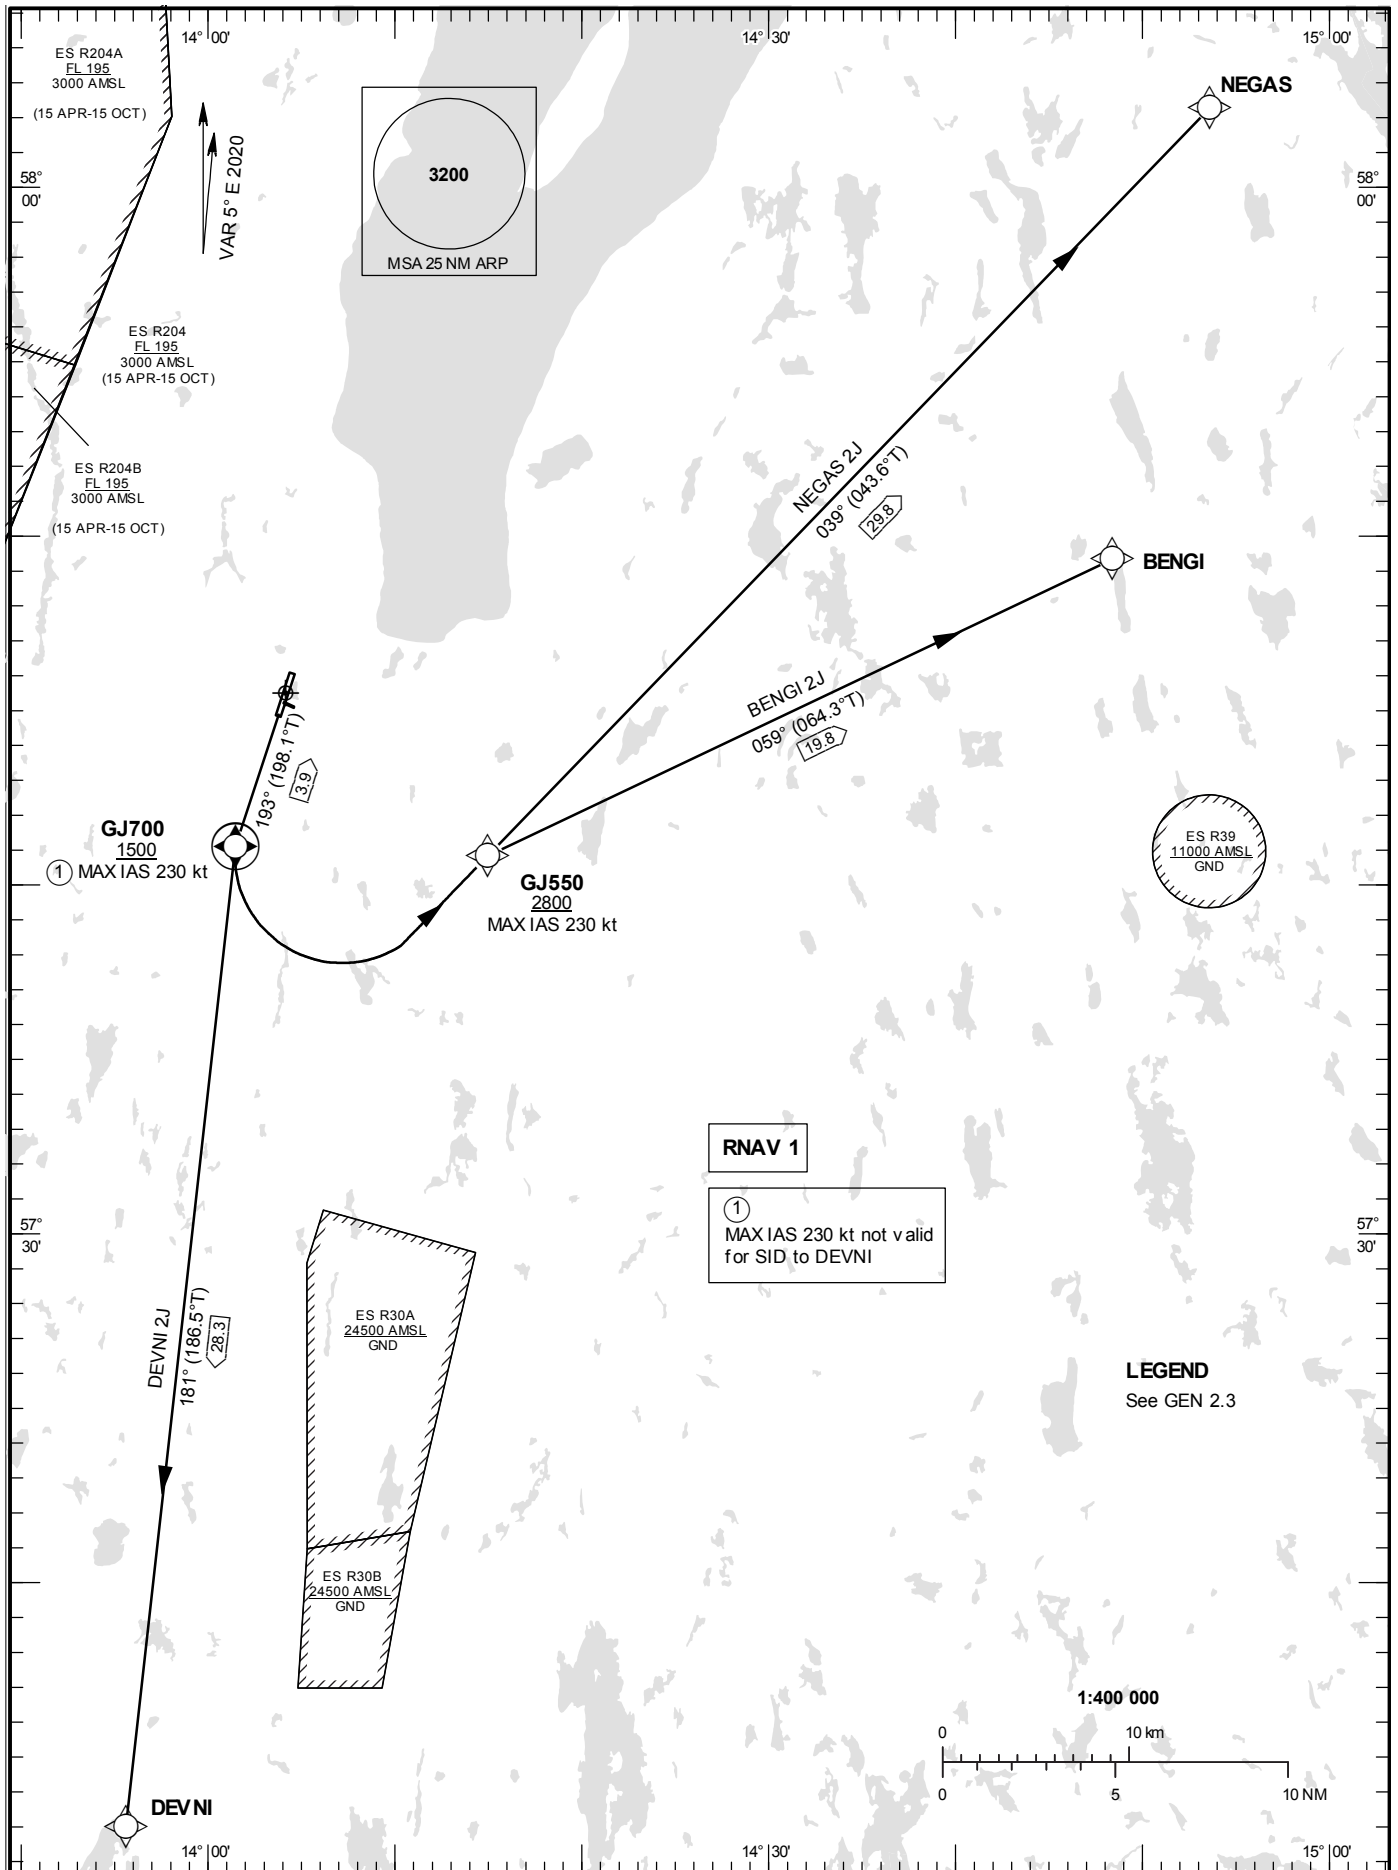 14° 00'
14° 30'
15° 00'
ES R204A
FL 195
3000 AMSL
(15 APR-15 OCT)
VAR 5° E 2020
3200
MSA 25 NM ARP
NEGAS
58°
00'
58°
00'
ES R204
FL 195
3000 AMSL
(15 APR-15 OCT)
ES R204B
FL 195
3000 AMSL
(15 APR-15 OCT)
NEGAS 2J
039° (043.6°T)
29.8
BENGI
BENGI 2J
059° (064.3°T)
19.8
193° (198.1°T)
3.9
GJ700
1500
1 MAX IAS 230 kt
GJ550
2800
MAX IAS 230 kt
ES R39
11000 AMSL
GND
RNAV 1
1
MAX IAS 230 kt not valid
for SID to DEVNI
57°
30'
57°
30'
DEVNI 2J
181° (186.5°T)
28.3
ES R30A
24500 AMSL
GND
LEGEND
See GEN 2.3
ES R30B
24500 AMSL
GND
1:400 000
0 10 km
0 5 10 NM
DEVNI
14° 00'
14° 30'
15° 00'